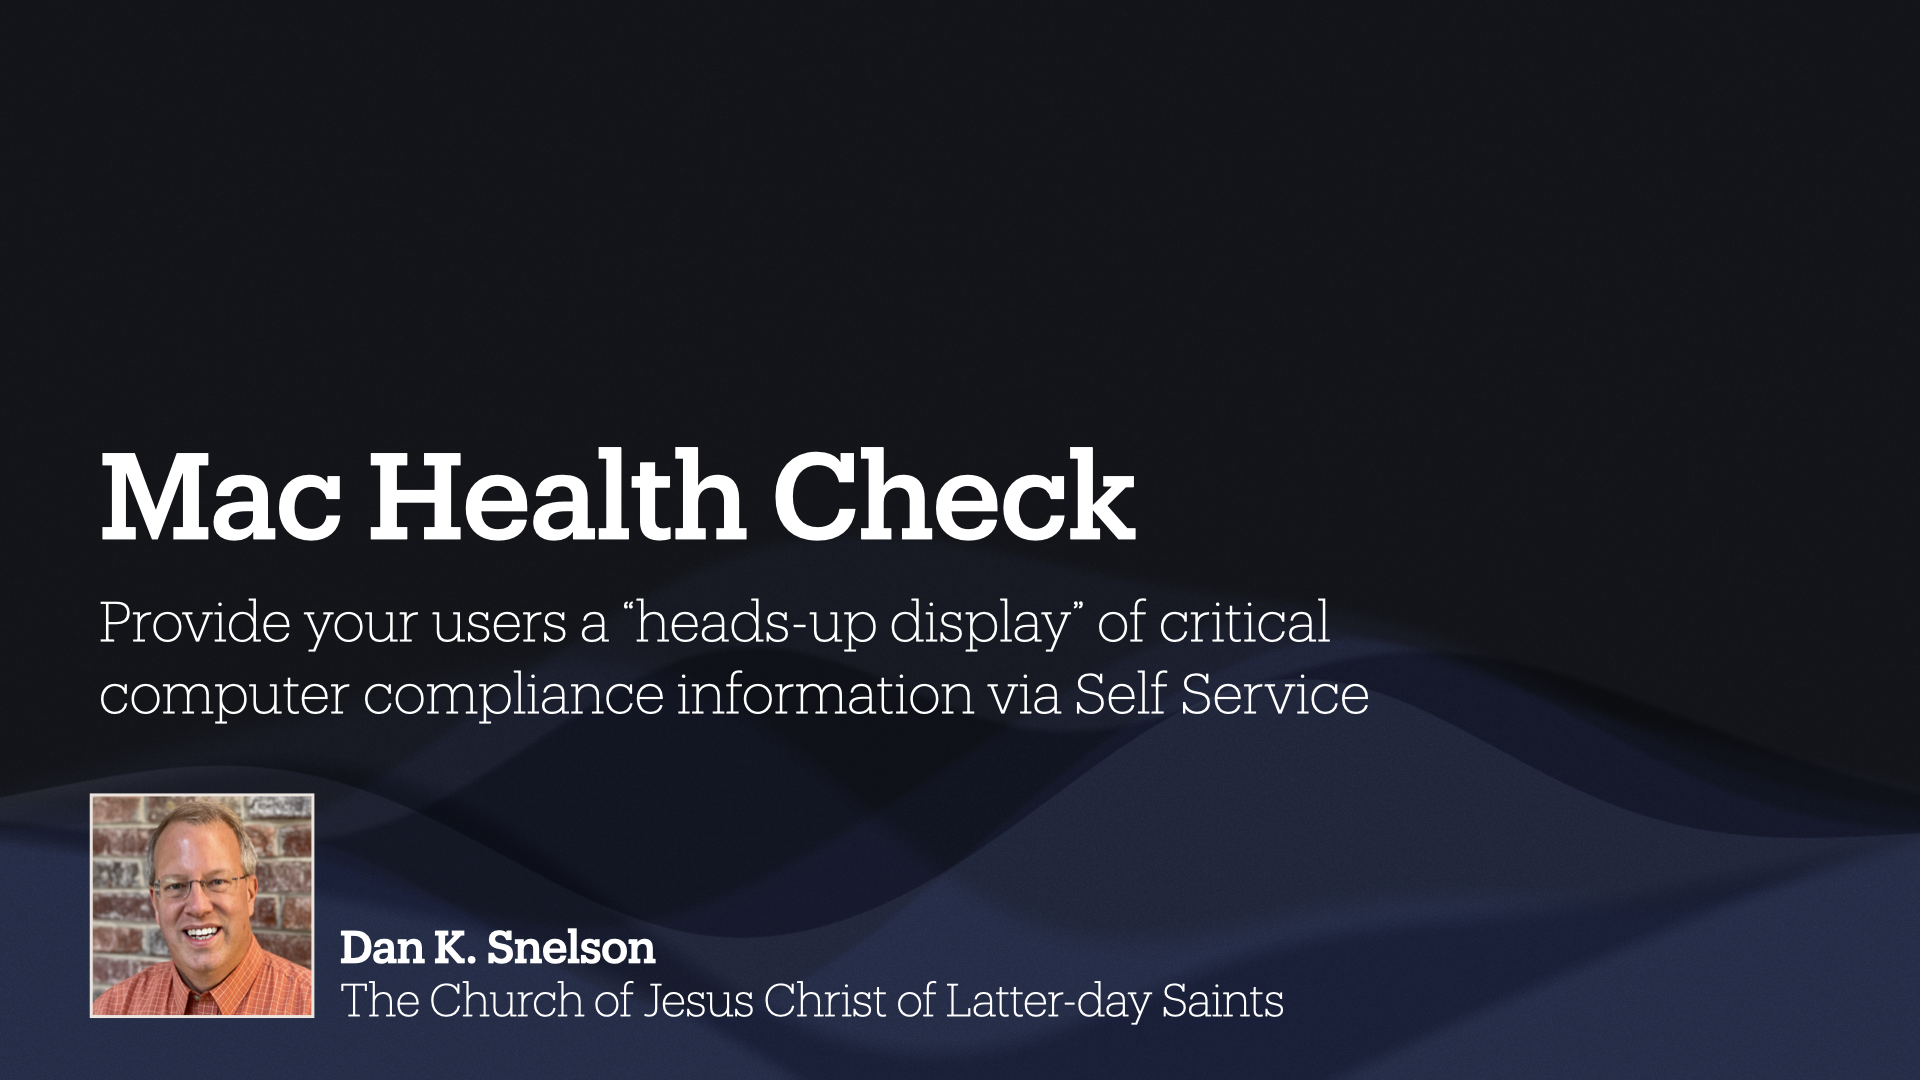 Mac Health Check
Provide your users a “heads-up display” of critical
computer compliance information via Self Service
Dan K. Snelson
The Church of Jesus Christ of Latter-day Saints